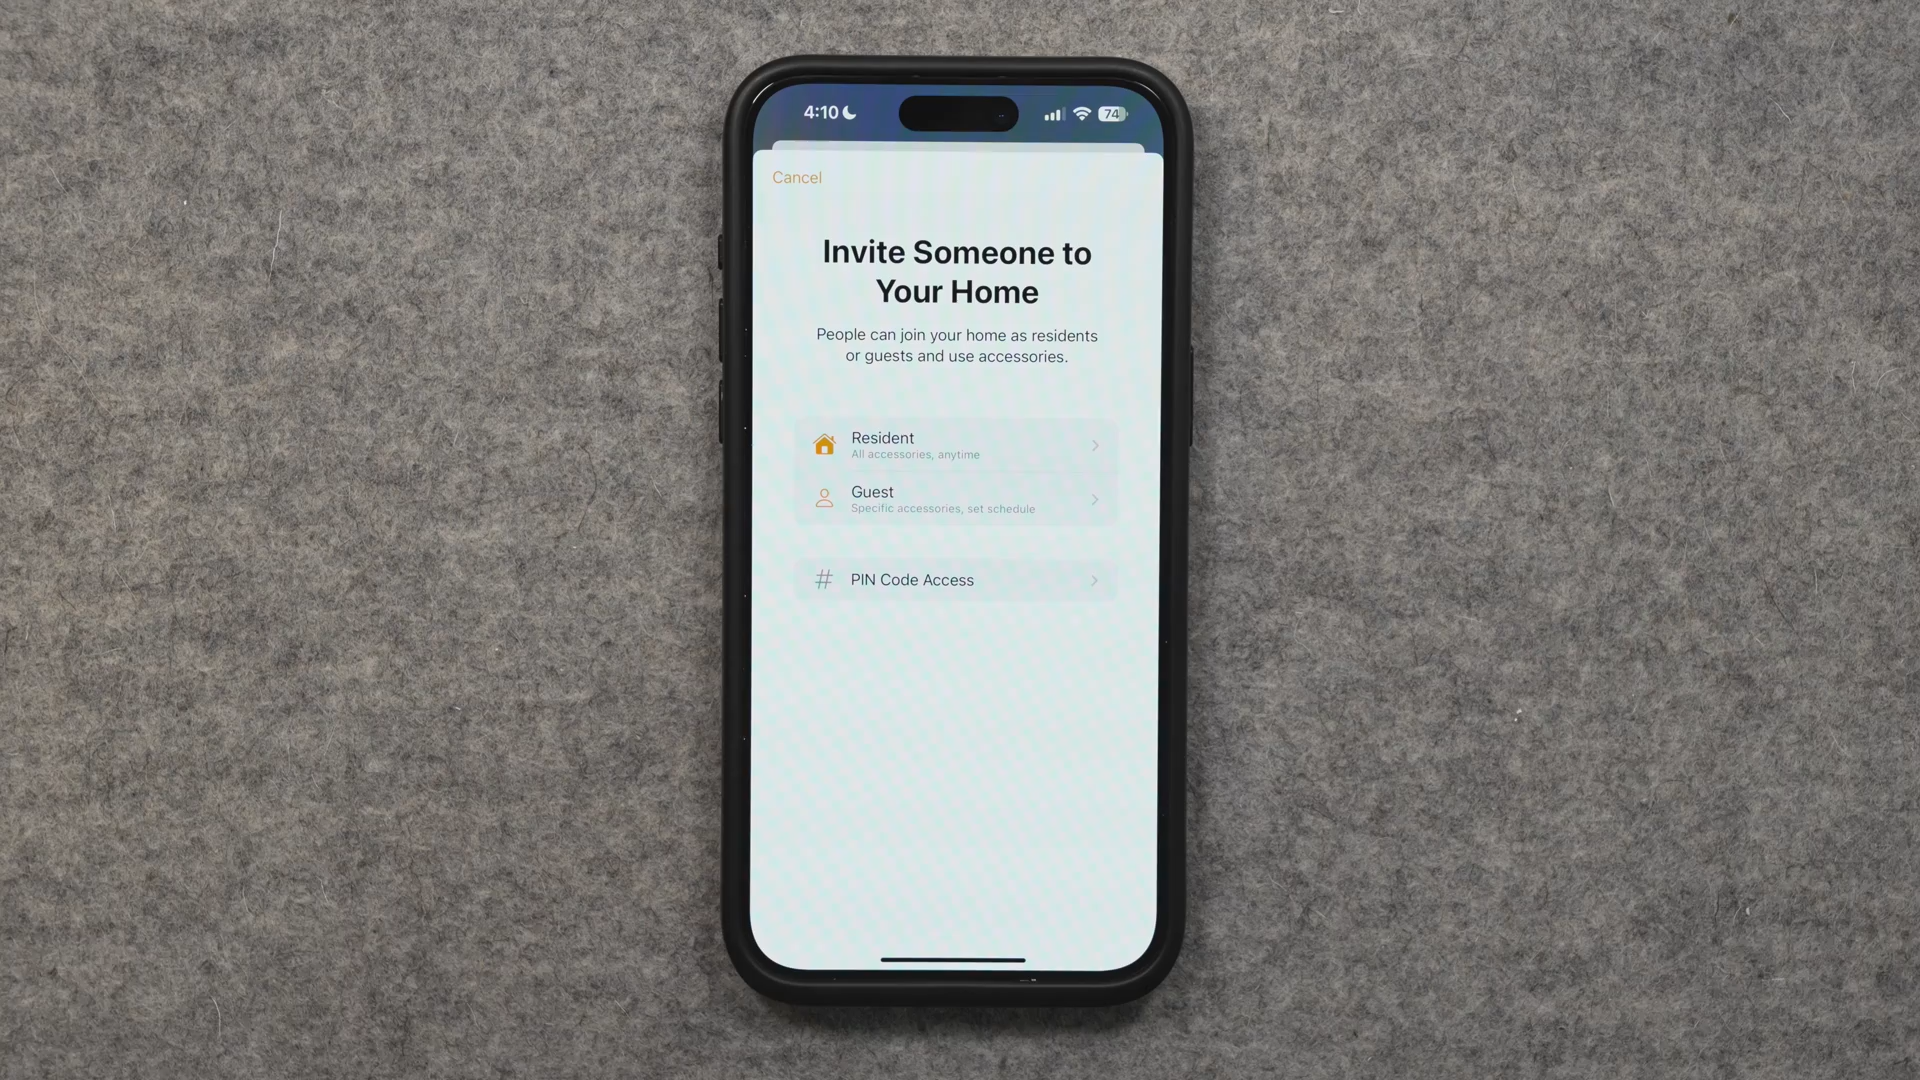 4:10
74
Cancel
Invite Someone to
Your Home
People can join your home as residents
or guests and use accessories.
Resident
All accessories, anytime
Guest
Specific accessories, set schedule
# PIN Code Access